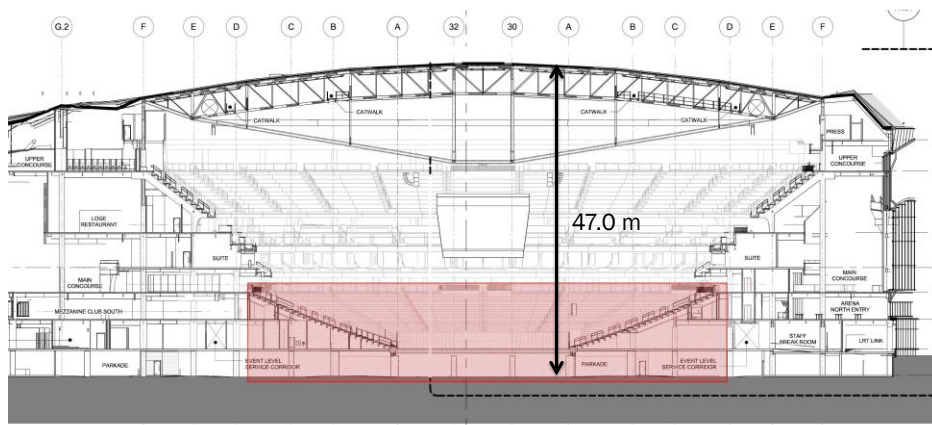 G.2 F E D C B A 32 30 A B D C E F
CATWALK CATWALK CATWALK CATWALK
PRESS
UPPER CONCOURSE
UPPER CONCOURSE
LOGE RESTAURANT
47.0 m
SUITE
SUITE
MAIN CONCOURSE
MAIN CONCOURSE
MEZZANINE CLUB SOUTH
ARENA NORTH ENTRY
STAFF BREAK ROOM
LRT LINK
PARKADE
EVENT LEVEL SERVICE CORRIDOR
PARKADE
EVENT LEVEL SERVICE CORRIDOR